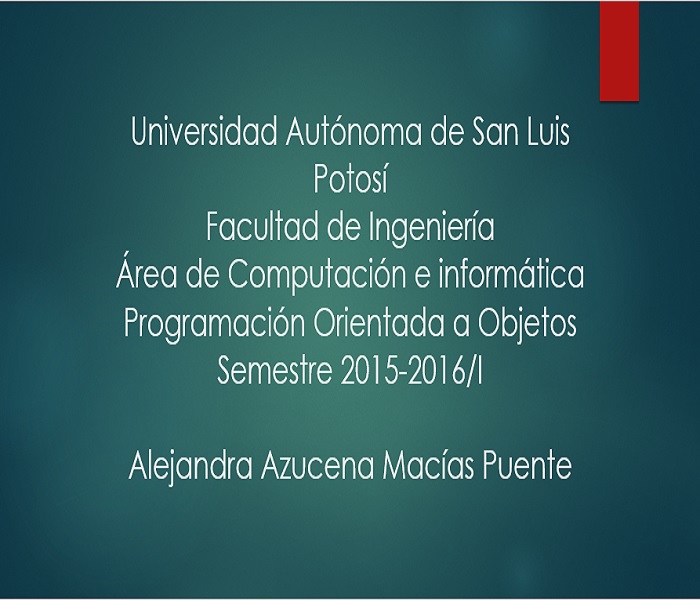 Universidad Autónoma de San Luis
Potosí
Facultad de Ingeniería
Área de Computación e informática
Programación Orientada a Objetos
Semestre 2015-2016/I
Alejandra Azucena Macías Puente